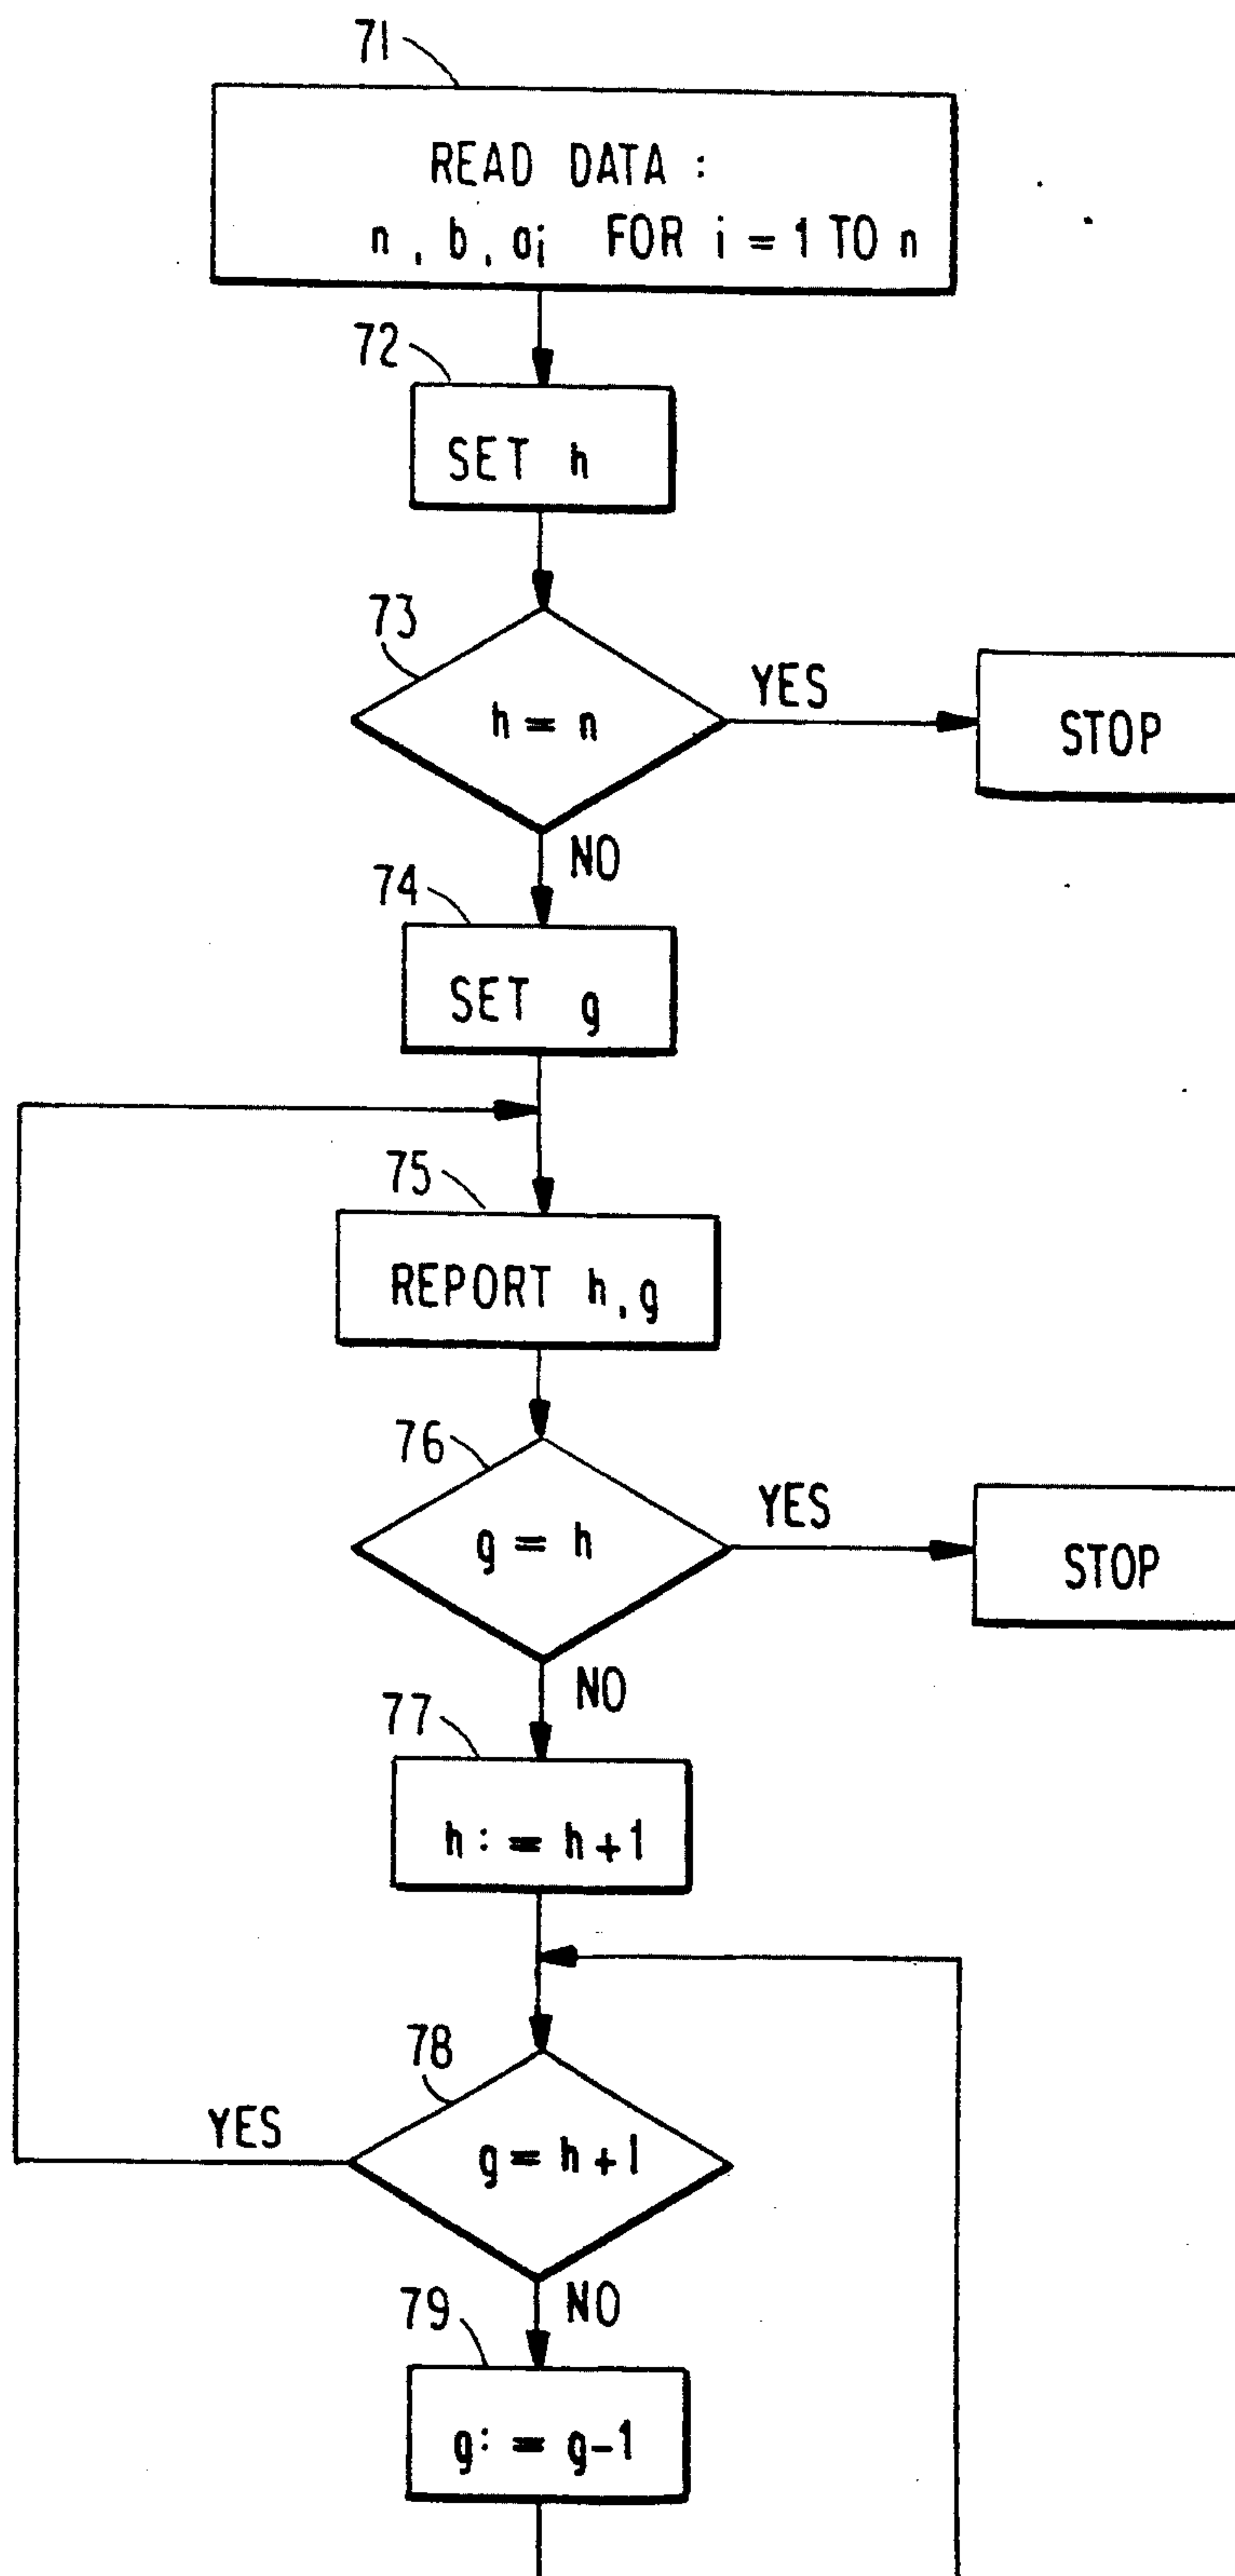 71
READ DATA :
n , b , ai FOR i = 1 TO n
72
SET h
73
h = n
YES
STOP
NO
74
SET g
75
REPORT h,g
76
g = h
YES
STOP
NO
77
h: = h+1
78
YES
g = h+1
79
NO
g: = g-1